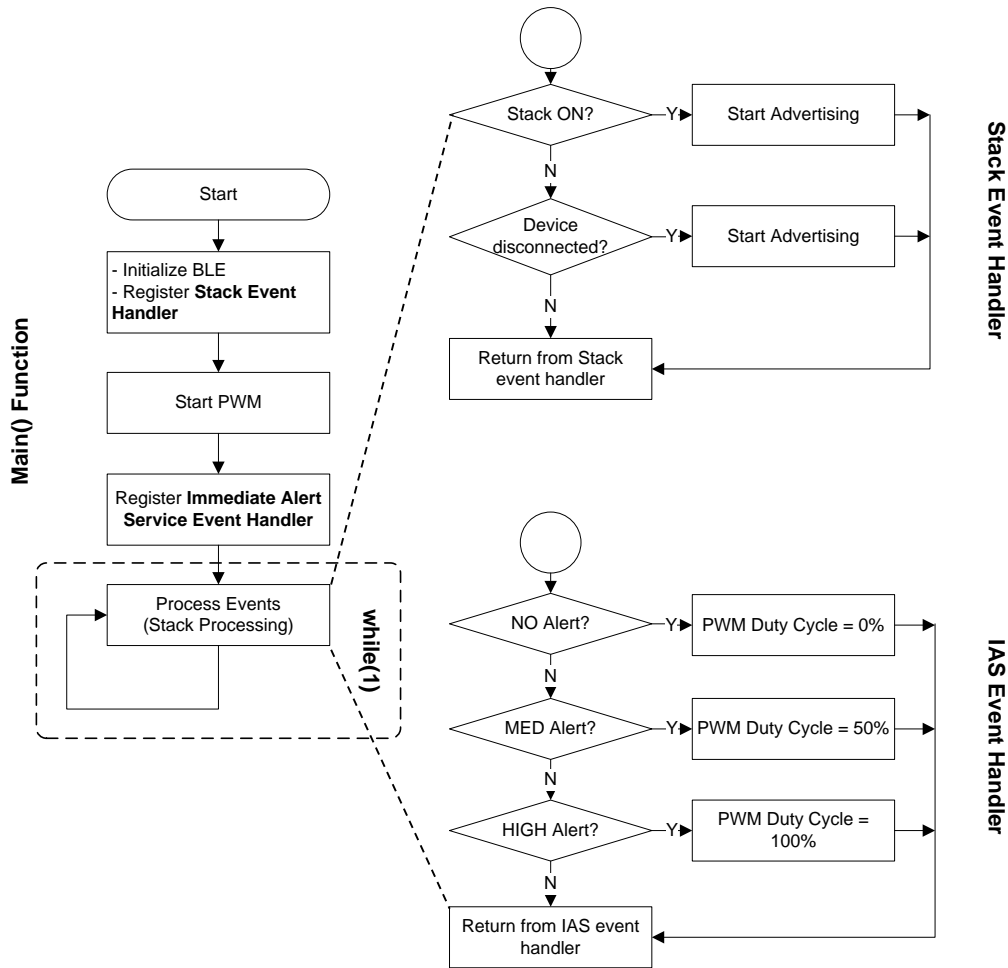 Main() Function
Start
- Initialize BLE
- Register Stack Event
Handler
Start PWM
Register Immediate Alert
Service Event Handler
Process Events
(Stack Processing)
while(1)
Stack ON?
Y
Start Advertising
N
Device
disconnected?
Y
Start Advertising
N
Return from Stack
event handler
Stack Event Handler
NO Alert?
Y
PWM Duty Cycle = 0%
N
MED Alert?
Y
PWM Duty Cycle = 50%
N
HIGH Alert?
Y
PWM Duty Cycle =
100%
N
Return from IAS event
handler
IAS Event Handler